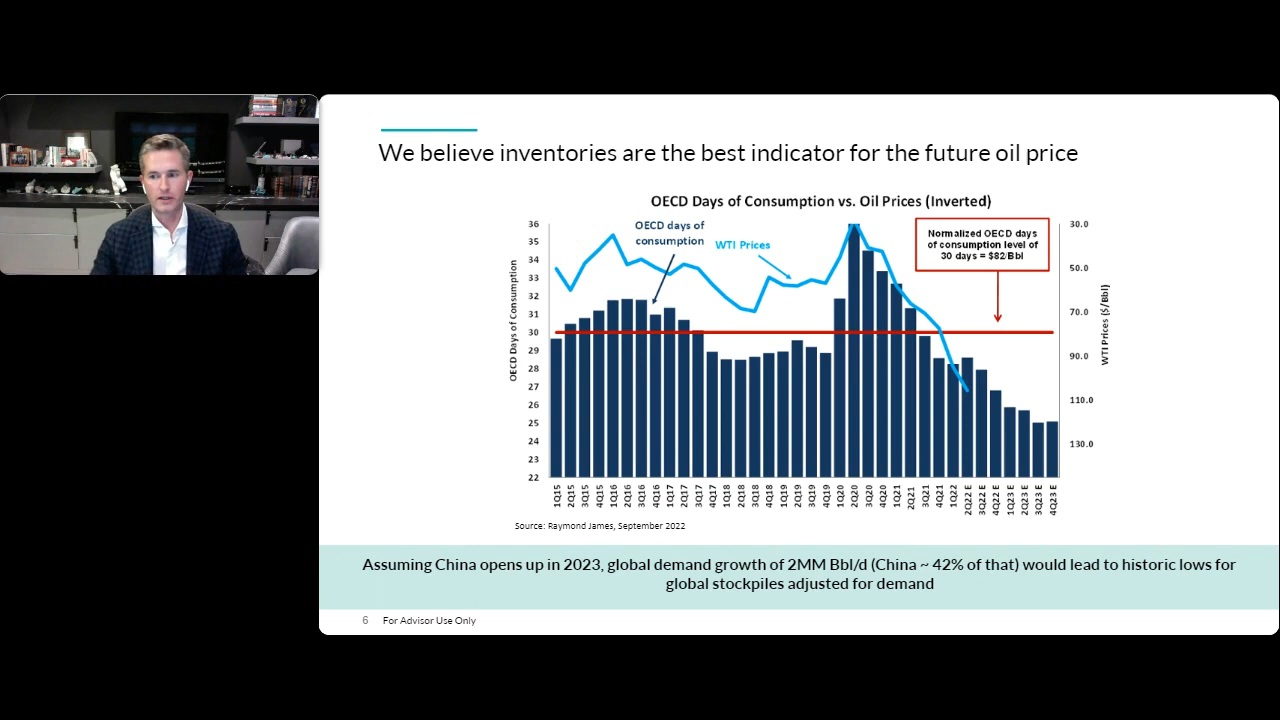 We believe inventories are the best indicator for the future oil price
OECD Days of Consumption vs. Oil Prices (Inverted)
OECD days of
consumption
WTI Prices
Normalized OECD days
of consumption level of
30 days = $82/Bbl
OECD Days of Consumption
36
35
34
33
32
31
30
29
28
27
26
25
24
23
22
30.0
50.0
70.0
90.0
110.0
130.0
WTI Prices ($/Bbl)
1Q15
2Q15
3Q15
4Q15
1Q16
2Q16
3Q16
4Q16
1Q17
2Q17
3Q17
4Q17
1Q18
2Q18
3Q18
4Q18
1Q19
2Q19
3Q19
4Q19
1Q20
2Q20
3Q20
4Q20
1Q21
2Q21
3Q21
4Q21
1Q22
2Q22 E
3Q22 E
4Q22 E
1Q23 E
2Q23 E
3Q23 E
4Q23 E
Source: Raymond James, September 2022
Assuming China opens up in 2023, global demand growth of 2MM Bbl/d (China ~ 42% of that) would lead to historic lows for
global stockpiles adjusted for demand
6 For Advisor Use Only